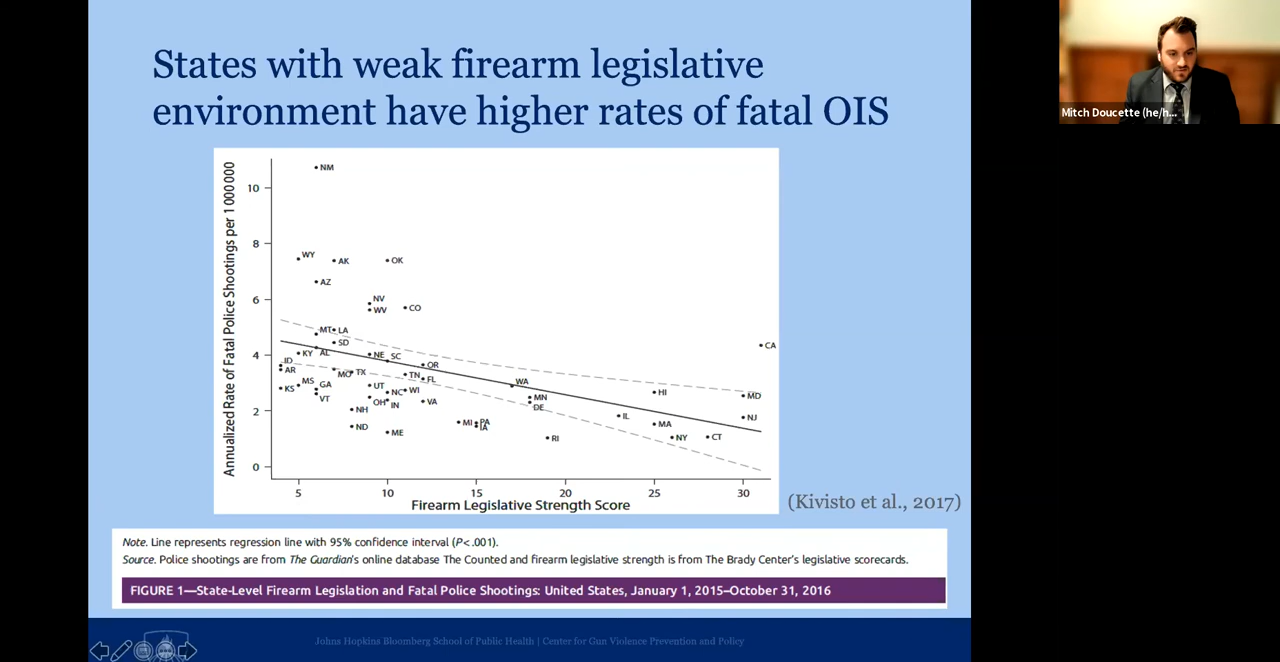 States with weak firearm legislative
environment have higher rates of fatal OIS
Annualized Rate of Fatal Police Shootings per 1 000 000
10
8
6
4
2
0
NM
WY
AK
OK
AZ
NV
WV
CO
MT
LA
SD
KY
AL
NE
SC
ID
AR
MO
TX
OR
TN
FL
KS
MS
GA
VT
UT
NC
WI
OH
IN
VA
NH
ND
ME
MI
PA
IA
WA
MN
DE
RI
IL
HI
MA
NY
CT
MD
NJ
CA
5
10
15
20
25
30
Firearm Legislative Strength Score
(Kivisto et al., 2017)
Note. Line represents regression line with 95% confidence interval (P< .001).
Source. Police shootings are from The Guardian's online database The Counted and firearm legislative strength is from The Brady Center's legislative scorecards.
FIGURE 1—State-Level Firearm Legislation and Fatal Police Shootings: United States, January 1, 2015–October 31, 2016
Johns Hopkins Bloomberg School of Public Health | Center for Gun Violence Prevention and Policy
Mitch Doucette (he/h...